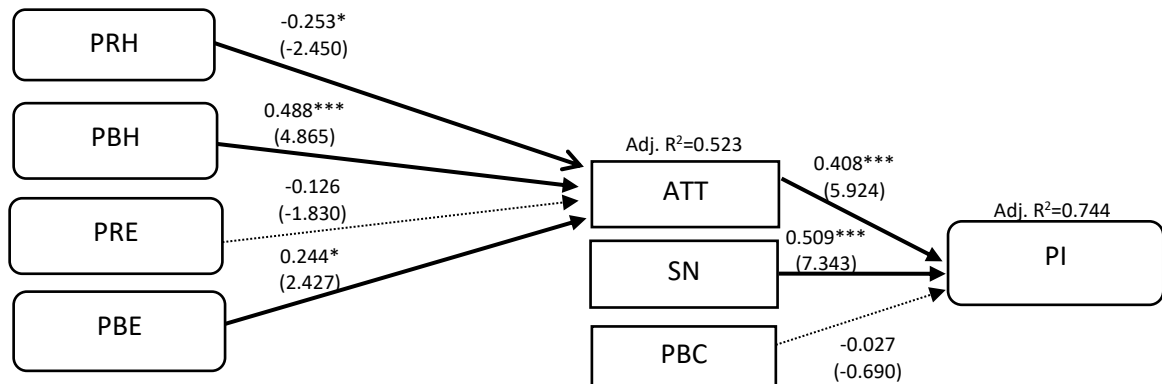 PRH
-0.253*
(-2.450)
PBH
0.488***
(4.865)
PRE
-0.126
(-1.830)
PBE
0.244*
(2.427)
Adj. R²=0.523
ATT
0.408***
(5.924)
SN
0.509***
(7.343)
PBC
-0.027
(-0.690)
Adj. R²=0.744
PI